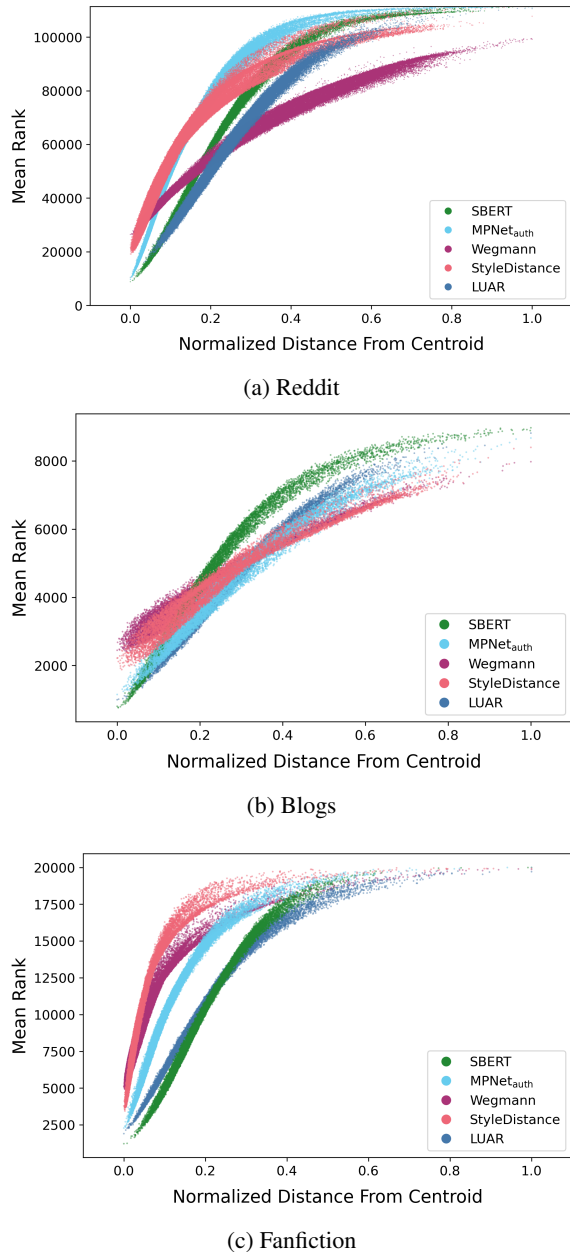 100000
80000
60000
40000
20000
0
Mean Rank
SBERT
MPNetauth
Wegmann
StyleDistance
LUAR
0.0 0.2 0.4 0.6 0.8 1.0
Normalized Distance From Centroid
(a) Reddit
8000
6000
4000
2000
Mean Rank
SBERT
MPNetauth
Wegmann
StyleDistance
LUAR
0.0 0.2 0.4 0.6 0.8 1.0
Normalized Distance From Centroid
(b) Blogs
20000
17500
15000
12500
10000
7500
5000
2500
Mean Rank
SBERT
MPNetauth
Wegmann
StyleDistance
LUAR
0.0 0.2 0.4 0.6 0.8 1.0
Normalized Distance From Centroid
(c) Fanfiction